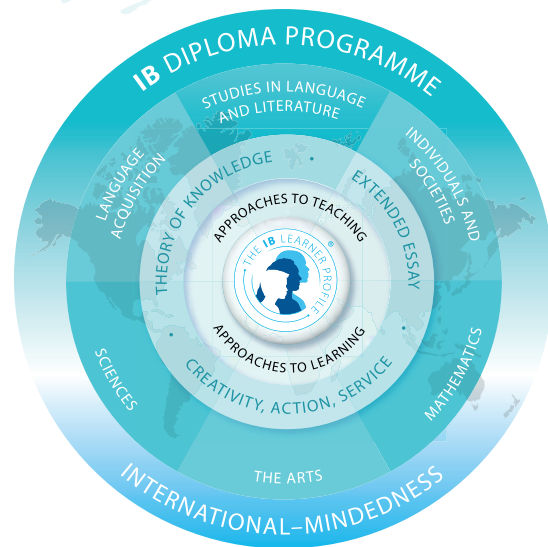 IB DIPLOMA PROGRAMME
STUDIES IN LANGUAGE
AND LITERATURE
LANGUAGE
ACQUISITION
INDIVIDUALS AND
SOCIETIES
THEORY OF KNOWLEDGE
EXTENDED ESSAY
APPROACHES TO TEACHING
• THE IB LEARNER PROFILE •
®
APPROACHES TO LEARNING
CREATIVITY, ACTION, SERVICE
SCIENCES
MATHEMATICS
THE ARTS
INTERNATIONAL–MINDEDNESS